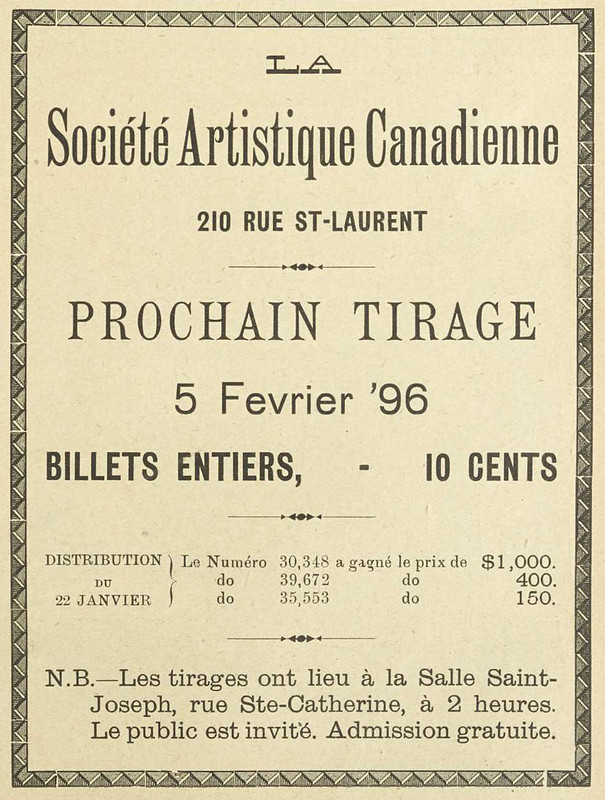 LA
Société Artistique Canadienne
210 RUE ST-LAURENT
PROCHAIN TIRAGE
5 Fevrier '96
BILLETS ENTIERS, - 10 CENTS
DISTRIBUTION DU 22 JANVIER
Le Numéro 30,348 a gagné le prix de $1,000.
do 39,672 do 400.
do 35,553 do 150.
N.B.—Les tirages ont lieu à la Salle Saint-
Joseph, rue Ste-Catherine, à 2 heures.
Le public est invité. Admission gratuite.